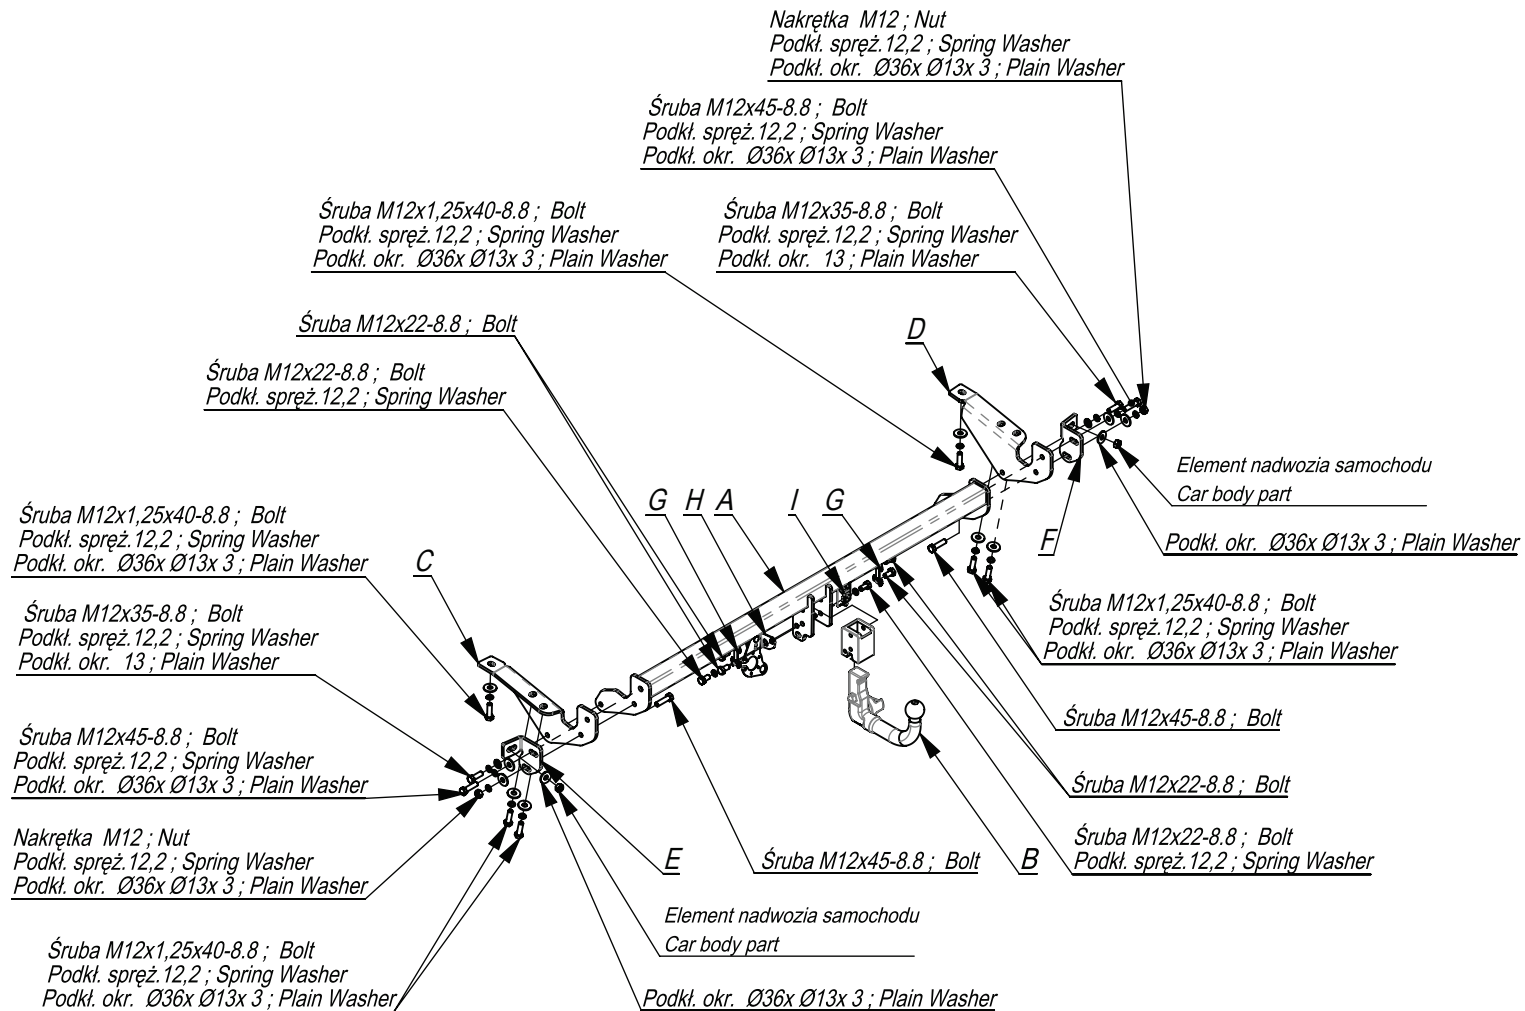 Nakrętka M12 ; Nut
Podkł. spręż.12,2 ; Spring Washer
Podkł. okr. Ø36x Ø13x 3 ; Plain Washer
Śruba M12x45-8.8 ; Bolt
Podkł. spręż.12,2 ; Spring Washer
Podkł. okr. Ø36x Ø13x 3 ; Plain Washer
Śruba M12x1,25x40-8.8 ; Bolt
Podkł. spręż.12,2 ; Spring Washer
Podkł. okr. Ø36x Ø13x 3 ; Plain Washer
Śruba M12x35-8.8 ; Bolt
Podkł. spręż.12,2 ; Spring Washer
Podkł. okr. 13 ; Plain Washer
Śruba M12x22-8.8 ; Bolt
D
Śruba M12x22-8.8 ; Bolt
Podkł. spręż.12,2 ; Spring Washer
Element nadwozia samochodu
Car body part
G
H
A
I
G
F
Podkł. okr. Ø36x Ø13x 3 ; Plain Washer
Śruba M12x1,25x40-8.8 ; Bolt
Podkł. spręż.12,2 ; Spring Washer
Podkł. okr. Ø36x Ø13x 3 ; Plain Washer
C
Śruba M12x35-8.8 ; Bolt
Podkł. spręż.12,2 ; Spring Washer
Podkł. okr. 13 ; Plain Washer
Śruba M12x1,25x40-8.8 ; Bolt
Podkł. spręż.12,2 ; Spring Washer
Podkł. okr. Ø36x Ø13x 3 ; Plain Washer
Śruba M12x45-8.8 ; Bolt
Śruba M12x45-8.8 ; Bolt
Podkł. spręż.12,2 ; Spring Washer
Podkł. okr. Ø36x Ø13x 3 ; Plain Washer
Śruba M12x22-8.8 ; Bolt
Nakrętka M12 ; Nut
Podkł. spręż.12,2 ; Spring Washer
Podkł. okr. Ø36x Ø13x 3 ; Plain Washer
E
Śruba M12x45-8.8 ; Bolt
B
Śruba M12x22-8.8 ; Bolt
Podkł. spręż.12,2 ; Spring Washer
Element nadwozia samochodu
Car body part
Śruba M12x1,25x40-8.8 ; Bolt
Podkł. spręż.12,2 ; Spring Washer
Podkł. okr. Ø36x Ø13x 3 ; Plain Washer
Podkł. okr. Ø36x Ø13x 3 ; Plain Washer